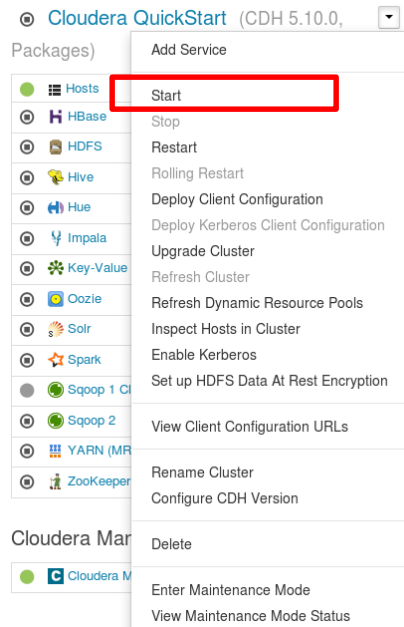 Cloudera QuickStart (CDH 5.10.0,
Packages)
Add Service
Hosts
Start
HBase
Stop
HDFS
Restart
Hive
Rolling Restart
Hue
Deploy Client Configuration
Deploy Kerberos Client Configuration
Impala
Upgrade Cluster
Key-Value
Refresh Cluster
Oozie
Refresh Dynamic Resource Pools
Solr
Inspect Hosts in Cluster
Spark
Enable Kerberos
Set up HDFS Data At Rest Encryption
Sqoop 1 Cl
Sqoop 2
View Client Configuration URLs
YARN (MR
ZooKeeper
Rename Cluster
Configure CDH Version
Cloudera Mar
Delete
Cloudera M
Enter Maintenance Mode
View Maintenance Mode Status